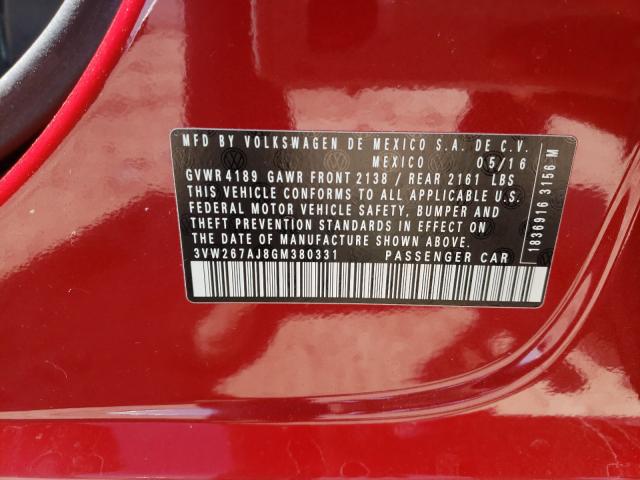 MFD BY VOLKSWAGEN DE MEXICO S.A. DE C.V.
MEXICO 05/16
GVWR 4189 GAWR FRONT 2138 / REAR 2161 LBS
THIS VEHICLE CONFORMS TO ALL APPLICABLE U.S.
FEDERAL MOTOR VEHICLE SAFETY, BUMPER AND
THEFT PREVENTION STANDARDS IN EFFECT ON
THE DATE OF MANUFACTURE SHOWN ABOVE.
3VW267AJ8GM380331 PASSENGER CAR
1836916 3156 M